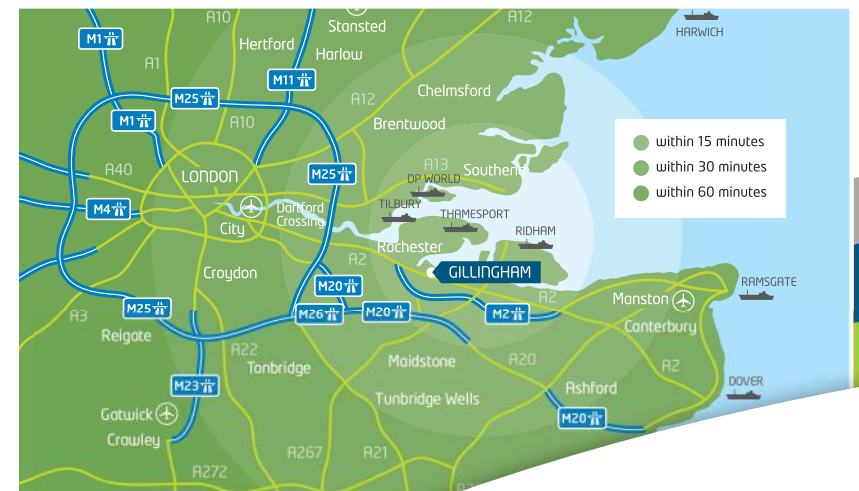 A10
Stansted
A12
HARWICH
M1
Hertford
Harlow
A1
M11
Chelmsford
M25
A12
M1
A10
Brentwood
within 15 minutes
within 30 minutes
within 60 minutes
A40
LONDON
M25
A13
Southend
DP WORLD
M4
Dartford
Crossing
TILBURY
THAMESPORT
City
RIDHAM
Rochester
A2
Croydon
GILLINGHAM
M20
RAMSGATE
A2
Manston
M25
M26
M20
M2
A3
Canterbury
Reigate
A22
Tonbridge
Maidstone
A20
A2
M23
Ashford
DOVER
Tunbridge Wells
Gatwick
M20
Crawley
A267
A21
A272